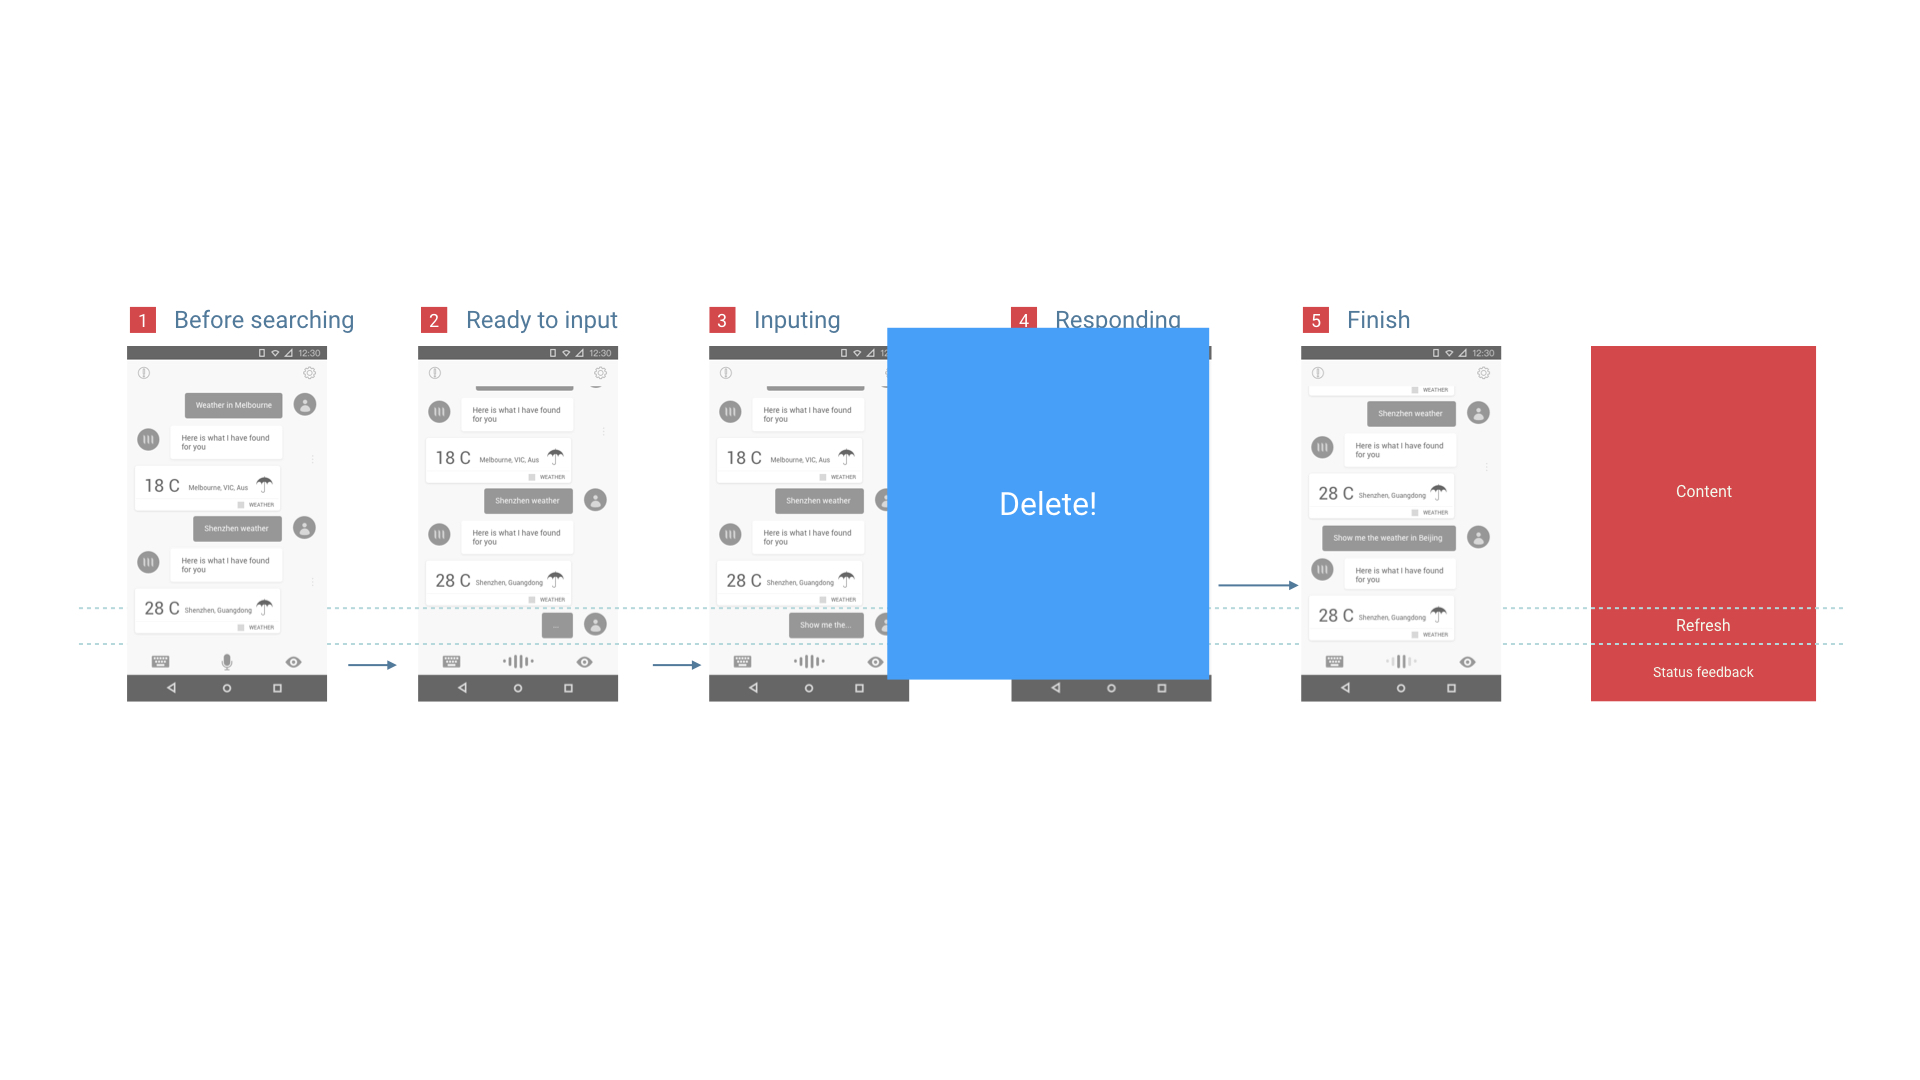 1 Before searching
12:30
Weather in Melbourne
Here is what I have found
for you
18 C Melbourne, VIC, Aus
WEATHER
Shenzhen weather
Here is what I have found
for you
28 C Shenzhen, Guangdong
WEATHER
2 Ready to input
12:30
Here is what I have found
for you
18 C Melbourne, VIC, Aus
WEATHER
Shenzhen weather
Here is what I have found
for you
28 C Shenzhen, Guangdong
WEATHER
...
3 Inputing
12
Here is what I have found
for you
18 C Melbourne, VIC, Aus
WEATHER
Shenzhen weather
Here is what I have found
for you
28 C Shenzhen, Guangdong
WEATHER
Show me the...
4 Responding
Delete!
5 Finish
12:30
WEATHER
Shenzhen weather
Here is what I have found
for you
28 C Shenzhen, Guangdong
WEATHER
Show me the weather in Beijing
Here is what I have found
for you
28 C Shenzhen, Guangdong
WEATHER
Content
Refresh
Status feedback